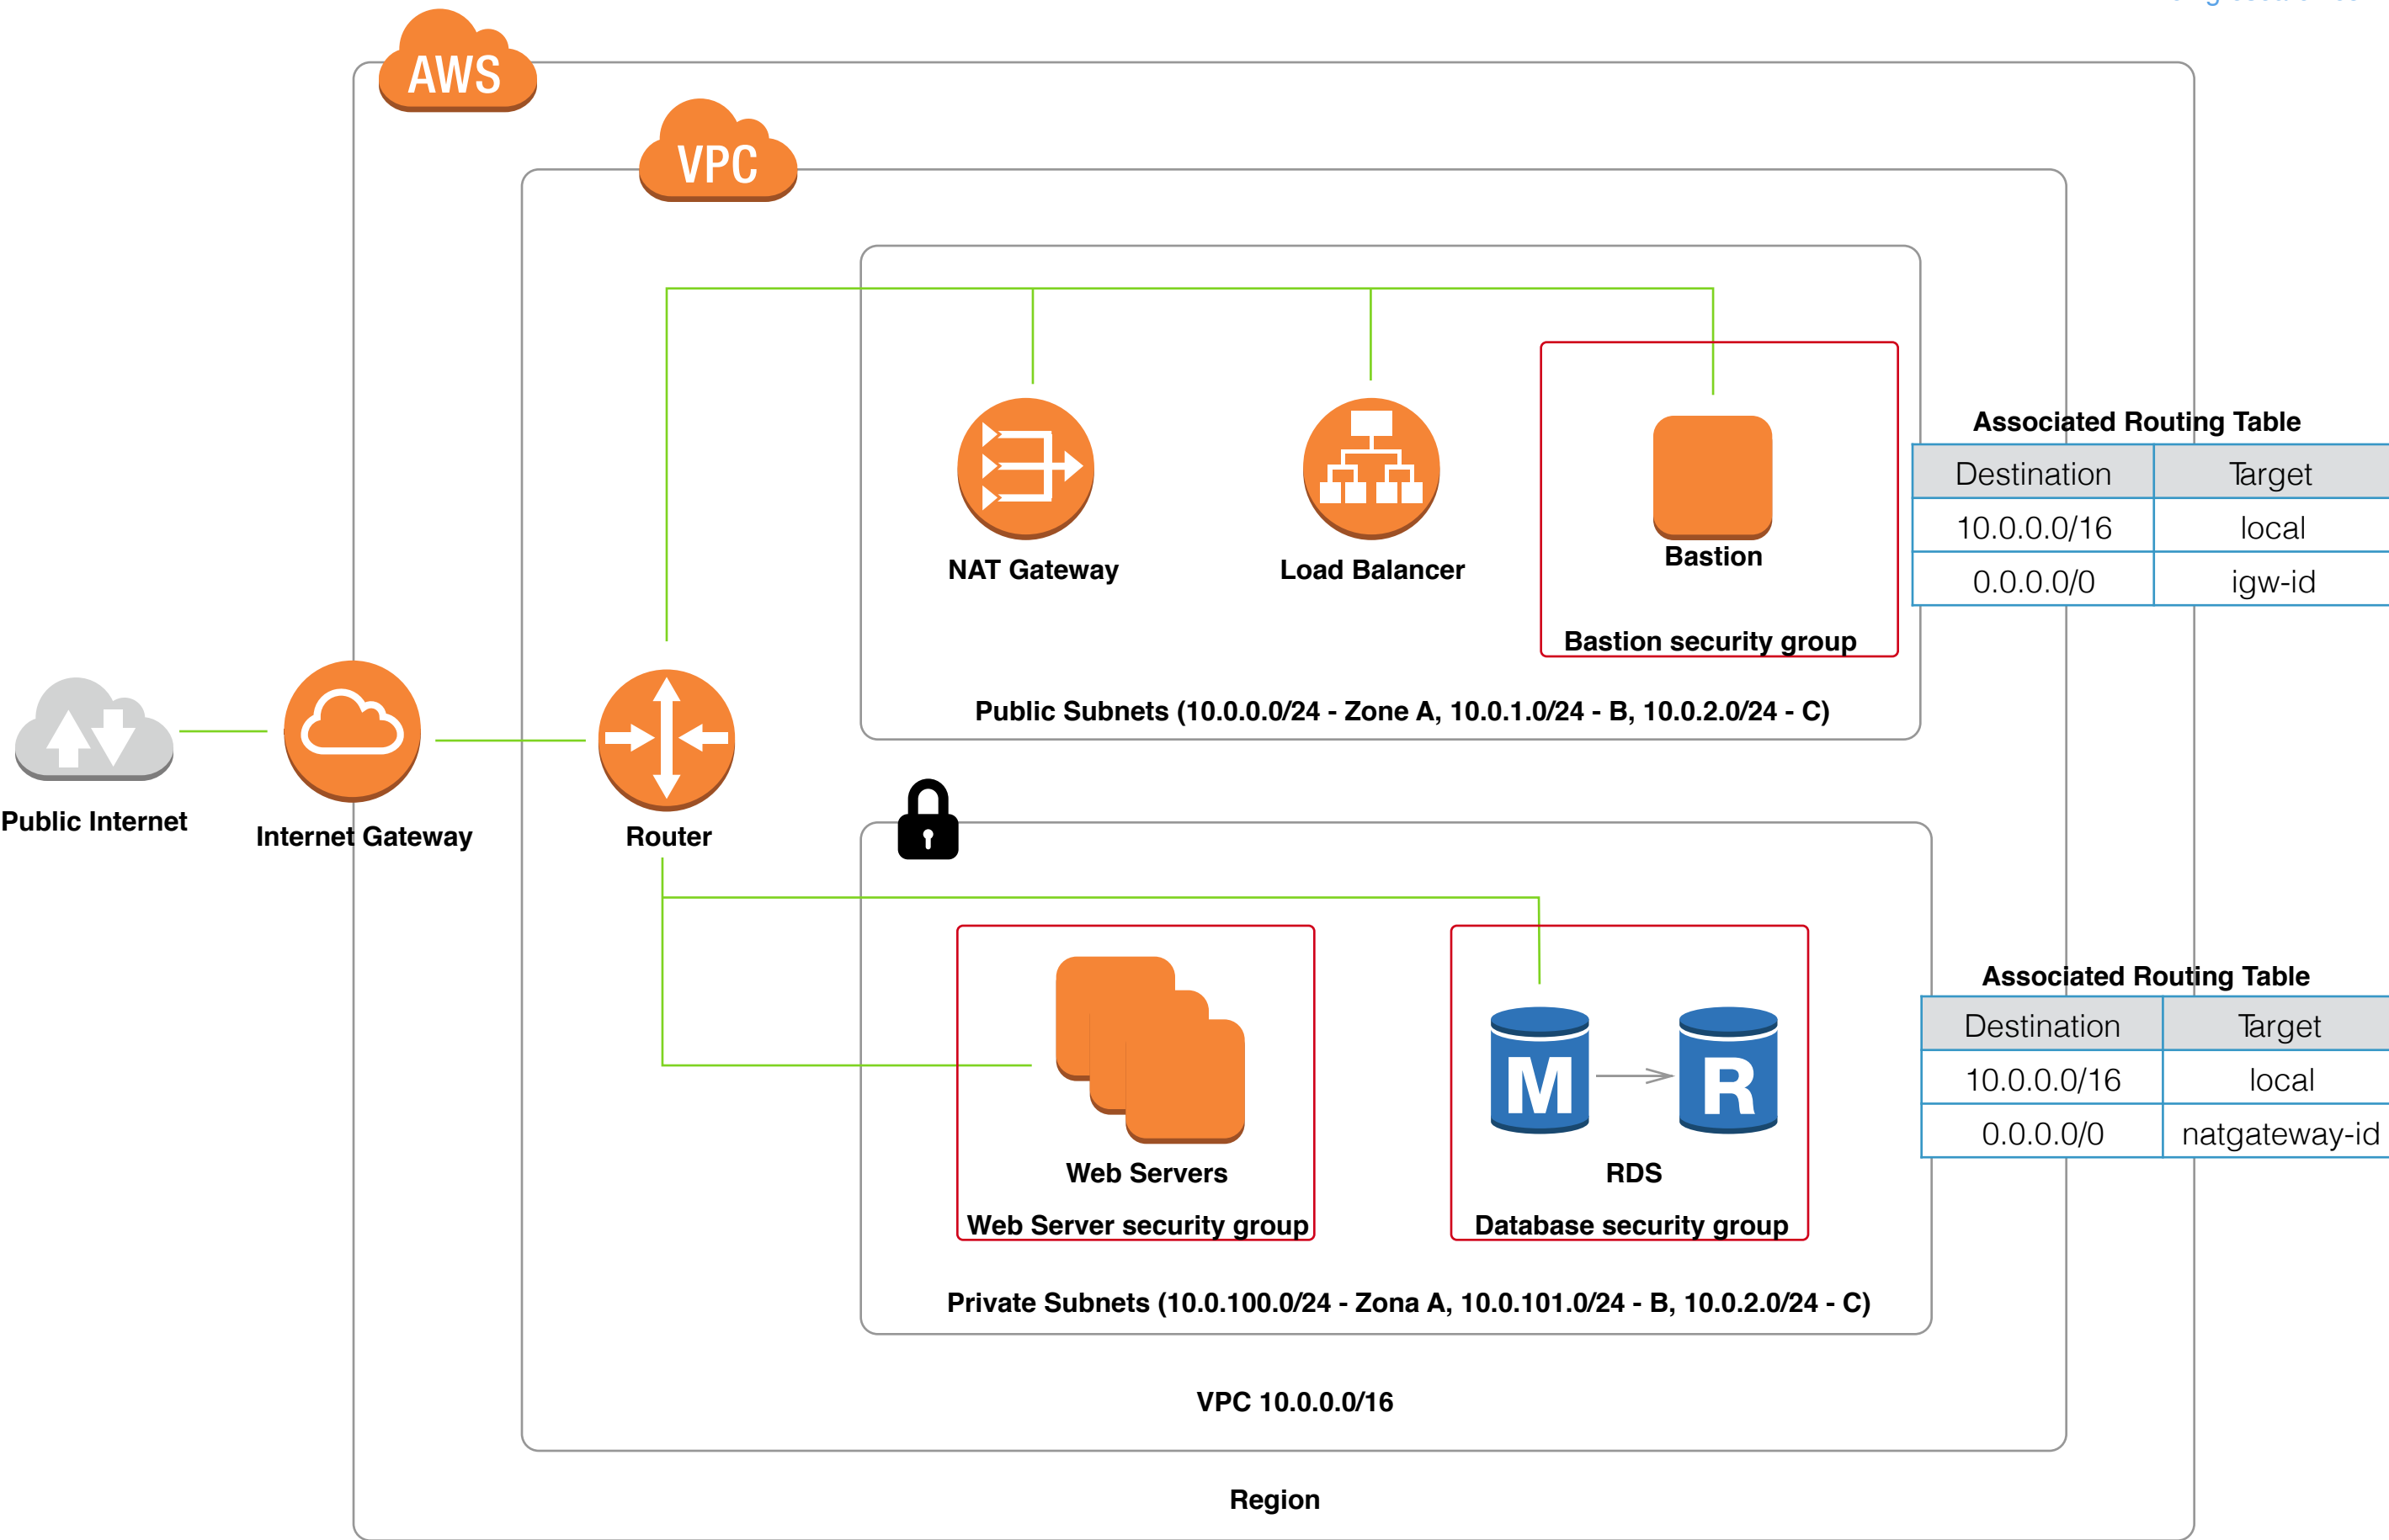 AWS
VPC
Associated Routing Table
Destination Target
10.0.0.0/16 local
0.0.0.0/0 igw-id
NAT Gateway
Load Balancer
Bastion
Bastion security group
Public Subnets (10.0.0.0/24 - Zone A, 10.0.1.0/24 - B, 10.0.2.0/24 - C)
Public Internet
Internet Gateway
Router
Associated Routing Table
Destination Target
10.0.0.0/16 local
0.0.0.0/0 natgateway-id
M
R
Web Servers
RDS
Web Server security group
Database security group
Private Subnets (10.0.100.0/24 - Zona A, 10.0.101.0/24 - B, 10.0.2.0/24 - C)
VPC 10.0.0.0/16
Region